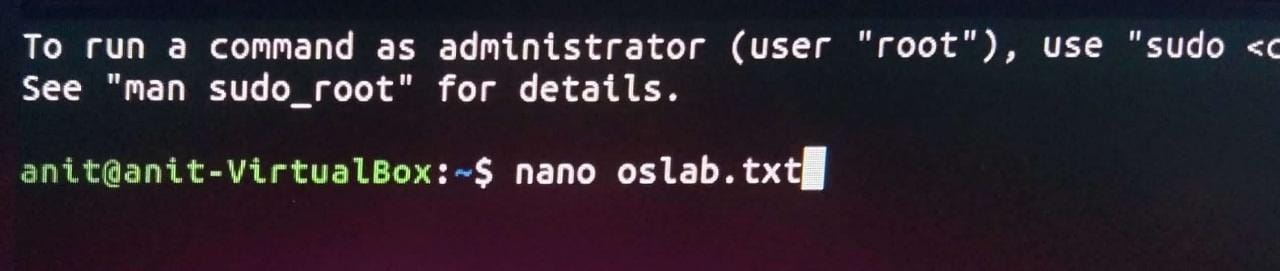 To run a command as administrator (user "root"), use "sudo <c
See "man sudo_root" for details.
anit@anit-VirtualBox:~$ nano oslab.txt